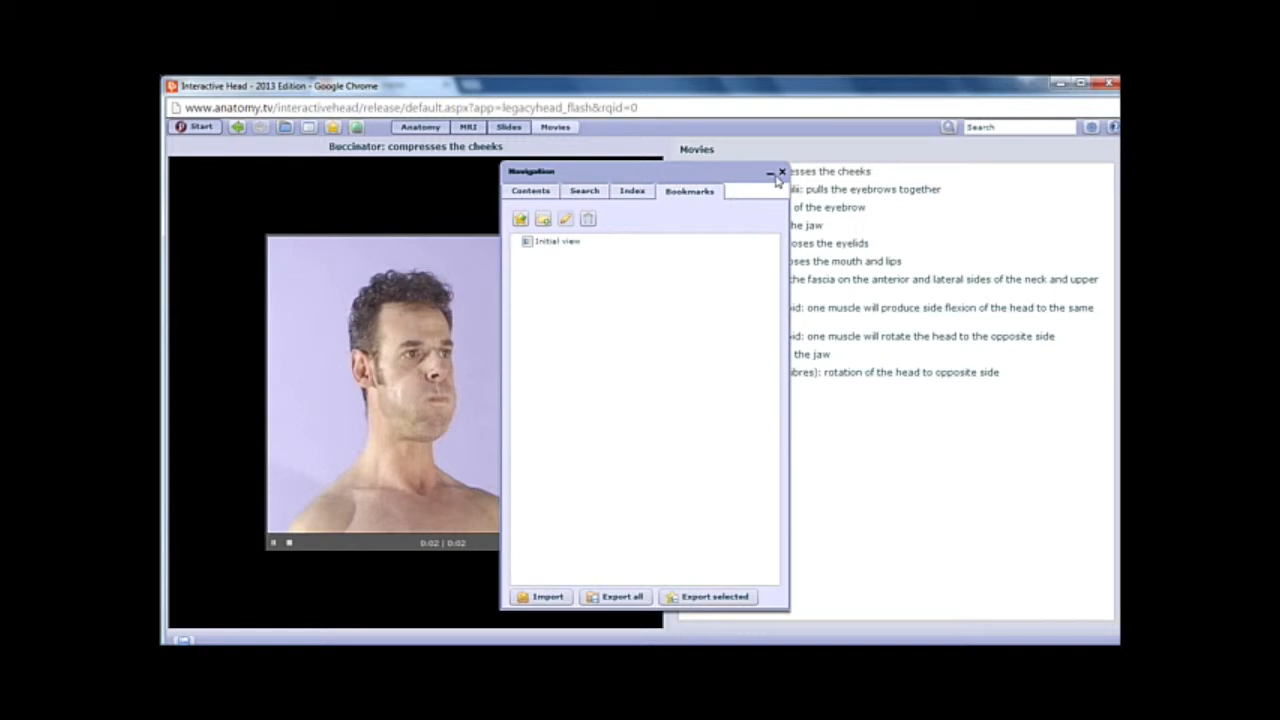 Interactive Head - 2013 Edition - Google Chrome
www.anatomy.tv/interactivehead/release/default.aspx?app=legacyhead_flash&rqid=0
Start Anatomy MRI Slides Movies Search
Buccinator: compresses the cheeks
Movies
Navigation
Contents Search Index Bookmarks
Initial view
Import Export all Export selected
0:02 | 0:02
esses the cheeks
: pulls the eyebrows together
of the eyebrow
he jaw
oses the eyelids
oses the mouth and lips
the fascia on the anterior and lateral sides of the neck and upper
id: one muscle will produce side flexion of the head to the same
id: one muscle will rotate the head to the opposite side
the jaw
ibres): rotation of the head to opposite side